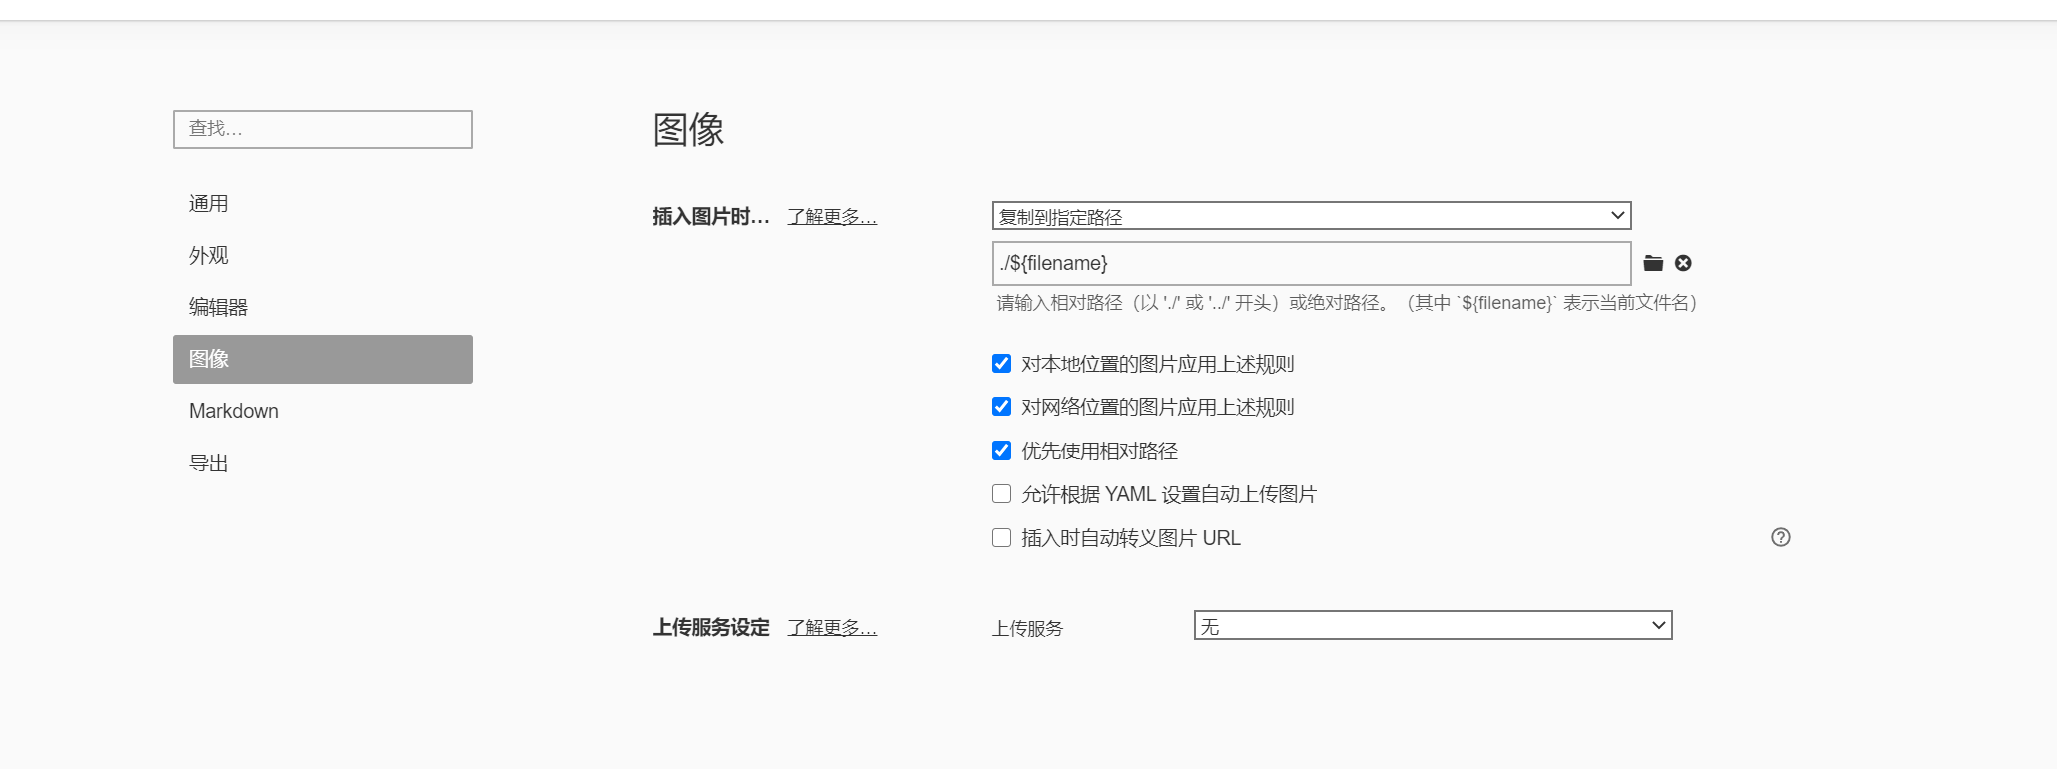 查找…
通用
外观
编辑器
图像
Markdown
导出
图像
插入图片时… 了解更多… 复制到指定路径
./${filename}
请输入相对路径（以 './' 或 '../' 开头）或绝对路径。（其中 `${filename}` 表示当前文件名）
对本地位置的图片应用上述规则
对网络位置的图片应用上述规则
优先使用相对路径
允许根据 YAML 设置自动上传图片
插入时自动转义图片 URL
上传服务设定 了解更多… 上传服务 无